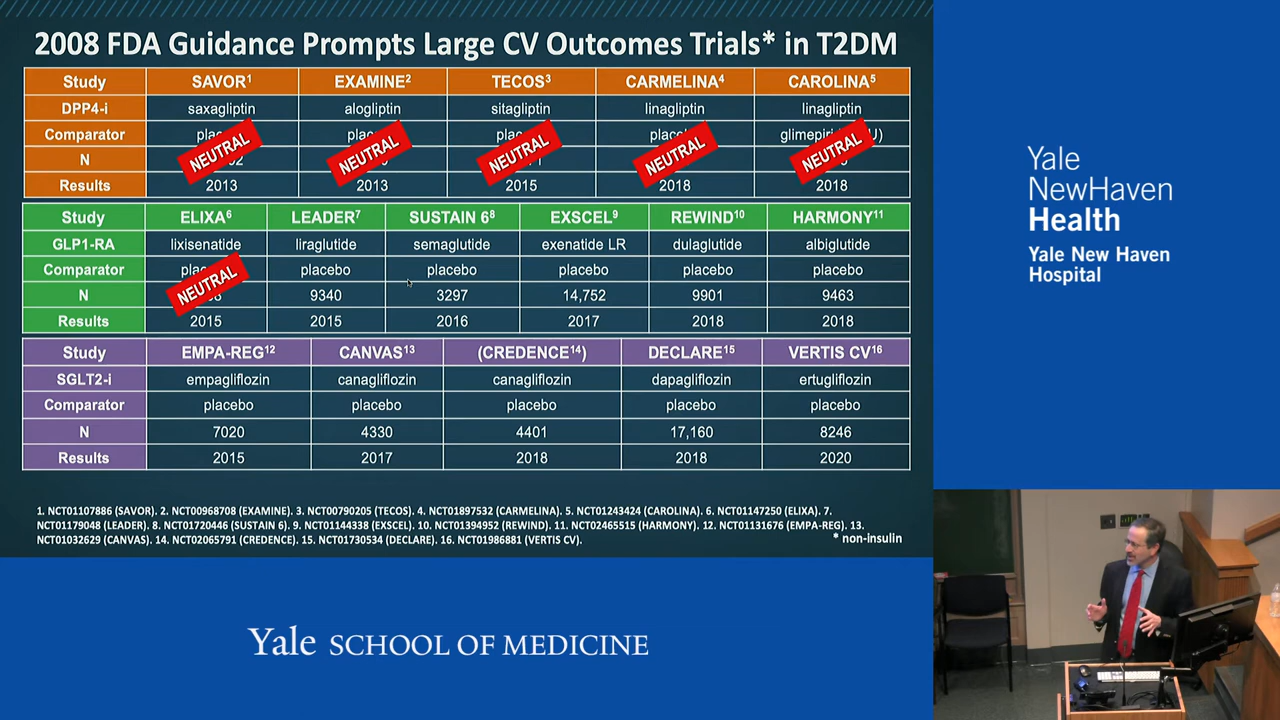 2008 FDA Guidance Prompts Large CV Outcomes Trials* in T2DM
Study SAVOR1 EXAMINE2 TECOS3 CARMELINA4 CAROLINA5
DPP4-i saxagliptin alogliptin sitagliptin linagliptin linagliptin
Comparator
NEUTRAL NEUTRAL NEUTRAL NEUTRAL NEUTRAL
N
Results 2013 2013 2015 2018 2018
Study ELIXA6 LEADER7 SUSTAIN 68 EXSCEL9 REWIND10 HARMONY11
GLP1-RA lixisenatide liraglutide semaglutide exenatide LR dulaglutide albiglutide
Comparator placebo placebo placebo placebo placebo
NEUTRAL
N 9340 3297 14,752 9901 9463
Results 2015 2015 2016 2017 2018 2018
Study EMPA-REG12 CANVAS13 (CREDENCE14) DECLARE15 VERTIS CV16
SGLT2-i empagliflozin canagliflozin canagliflozin dapagliflozin ertugliflozin
Comparator placebo placebo placebo placebo placebo
N 7020 4330 4401 17,160 8246
Results 2015 2017 2018 2018 2020
1. NCT01107886 (SAVOR). 2. NCT00968708 (EXAMINE). 3. NCT00790205 (TECOS). 4. NCT01897532 (CARMELINA). 5. NCT01243424 (CAROLINA). 6. NCT01147250 (ELIXA). 7.
NCT01179048 (LEADER). 8. NCT01720446 (SUSTAIN 6). 9. NCT01144338 (EXSCEL). 10. NCT01394952 (REWIND). 11. NCT02465515 (HARMONY). 12. NCT01131676 (EMPA-REG). 13.
NCT01032629 (CANVAS). 14. NCT02065791 (CREDENCE). 15. NCT01730534 (DECLARE). 16. NCT01986881 (VERTIS CV).
* non-insulin
Yale
NewHaven
Health
Yale New Haven
Hospital
Yale SCHOOL OF MEDICINE